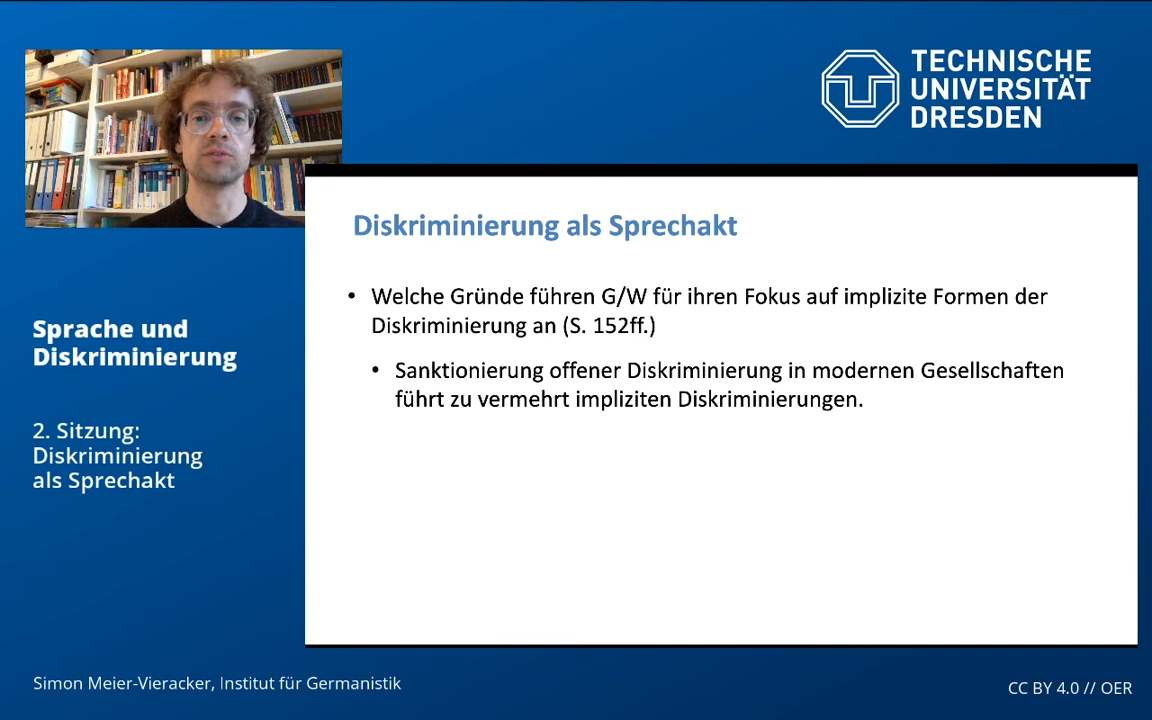 TECHNISCHE
UNIVERSITÄT
DRESDEN
Diskriminierung als Sprechakt
• Welche Gründe führen G/W für ihren Fokus auf implizite Formen der
Diskriminierung an (S. 152ff.)
• Sanktionierung offener Diskriminierung in modernen Gesellschaften
führt zu vermehrt impliziten Diskriminierungen.
Sprache und
Diskriminierung
2. Sitzung:
Diskriminierung
als Sprechakt
Simon Meier-Vieracker, Institut für Germanistik
CC BY 4.0 // OER